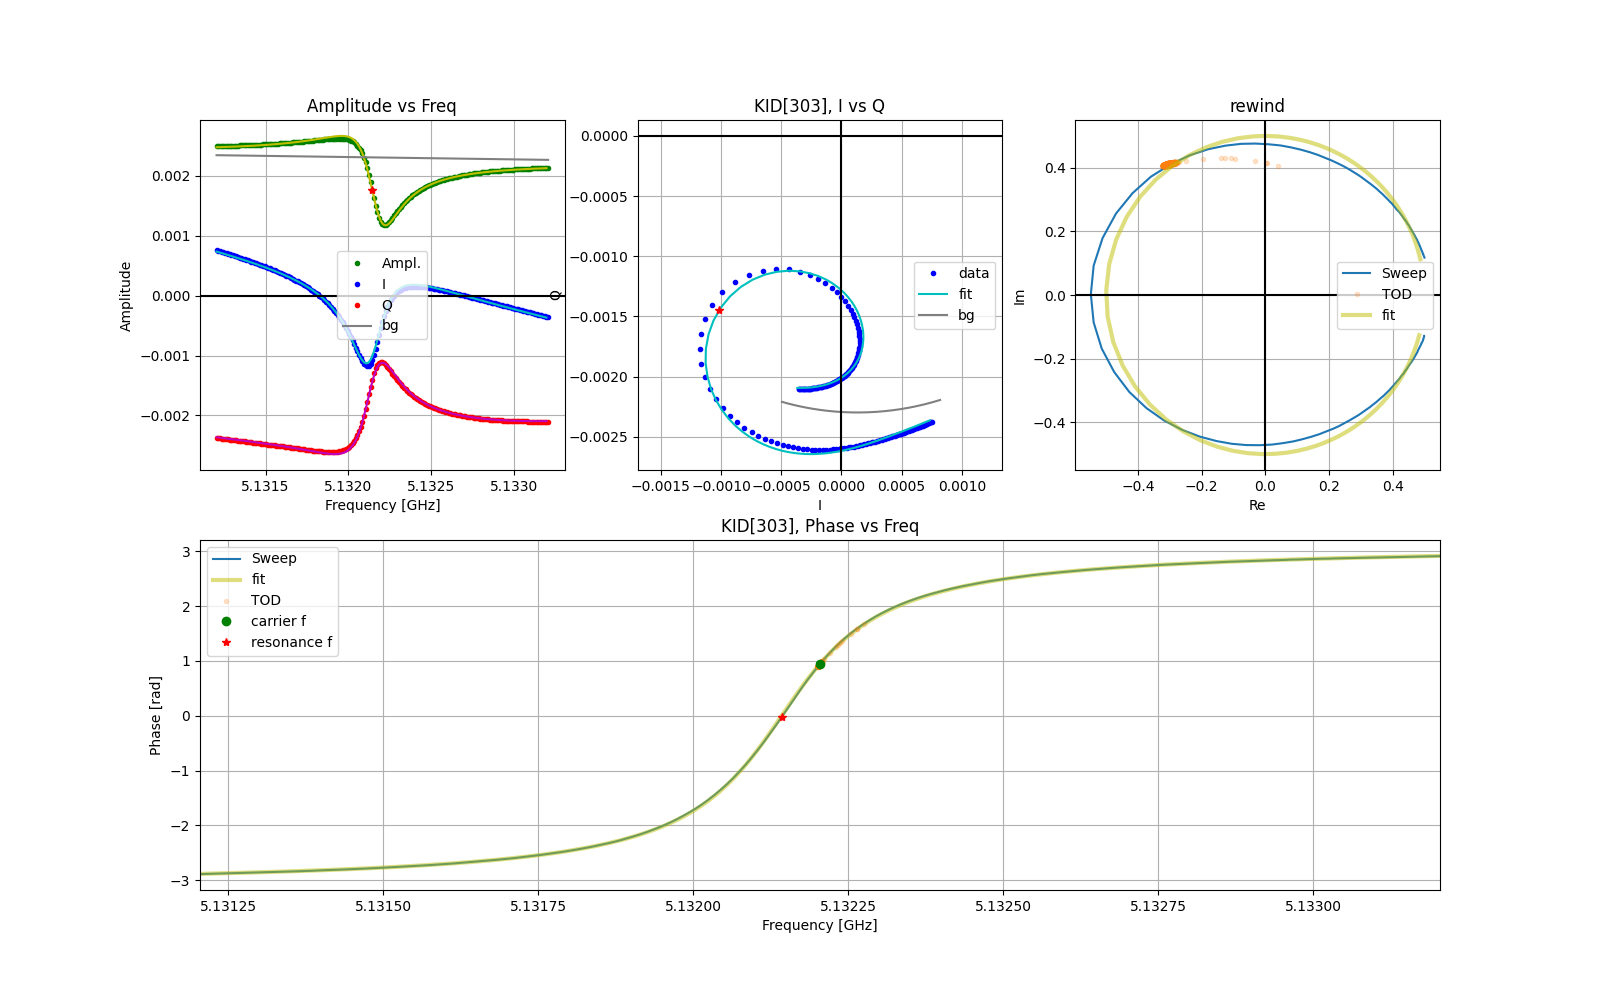 Amplitude vs Freq
KID[303], I vs Q
rewind
0.002
0.001
0.000
−0.001
−0.002
Amplitude
Ampl.
I
Q
bg
5.1315
5.1320
5.1325
5.1330
Frequency [GHz]
0.0000
−0.0005
−0.0010
−0.0015
−0.0020
−0.0025
Q
data
fit
bg
−0.0015
−0.0010
−0.0005
0.0000
0.0005
0.0010
I
0.4
0.2
0.0
−0.2
−0.4
Im
Sweep
TOD
fit
−0.4
−0.2
0.0
0.2
0.4
Re
KID[303], Phase vs Freq
3
2
1
0
−1
−2
−3
Phase [rad]
Sweep
fit
TOD
carrier f
resonance f
5.13125
5.13150
5.13175
5.13200
5.13225
5.13250
5.13275
5.13300
Frequency [GHz]